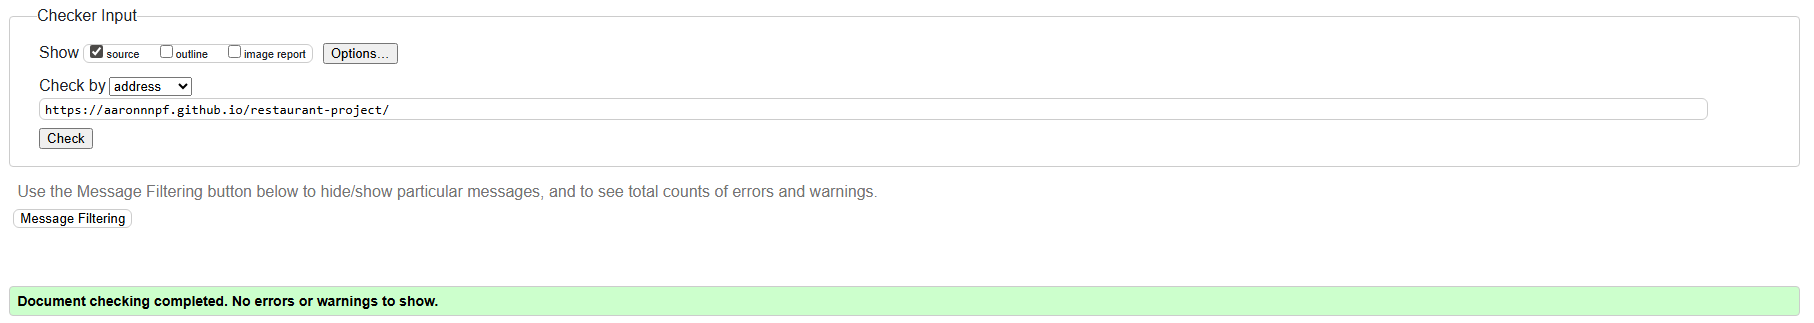 Checker Input
Show source outline image report Options...
Check by address
https://aaronnnpf.github.io/restaurant-project/
Check
Use the Message Filtering button below to hide/show particular messages, and to see total counts of errors and warnings.
Message Filtering
Document checking completed. No errors or warnings to show.